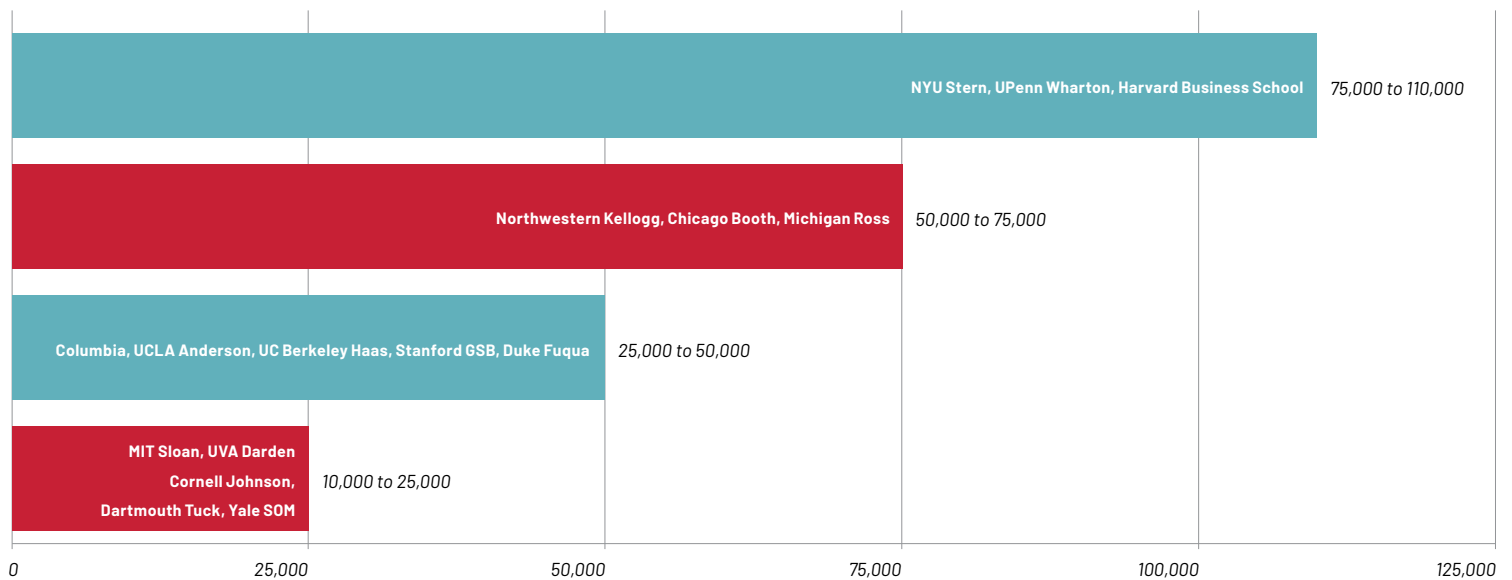 NYU Stern, UPenn Wharton, Harvard Business School
75,000 to 110,000
Northwestern Kellogg, Chicago Booth, Michigan Ross
50,000 to 75,000
Columbia, UCLA Anderson, UC Berkeley Haas, Stanford GSB, Duke Fuqua
25,000 to 50,000
MIT Sloan, UVA Darden
Cornell Johnson,
Dartmouth Tuck, Yale SOM
10,000 to 25,000
0
25,000
50,000
75,000
100,000
125,000